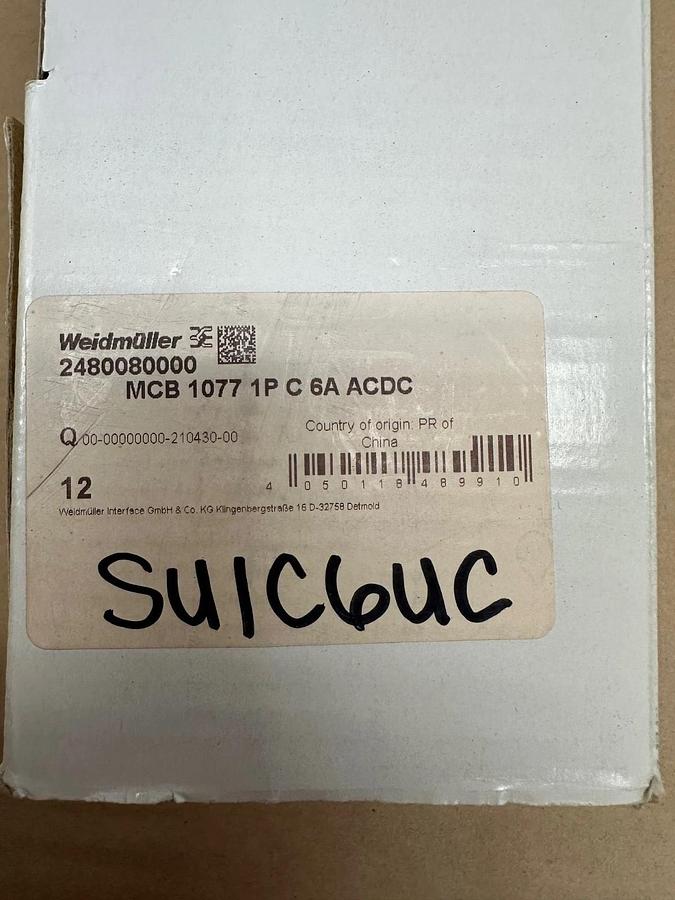 Weidmüller
2480080000
MCB 1077 1P C 6A ACDC
Q 00-00000000-210430-00
Country of origin: PR of
China
12
4 050118 489910
Weidmüller Interface GmbH & Co. KG Klingenbergstraße 16 D-32758 Detmold
SU1C6UC